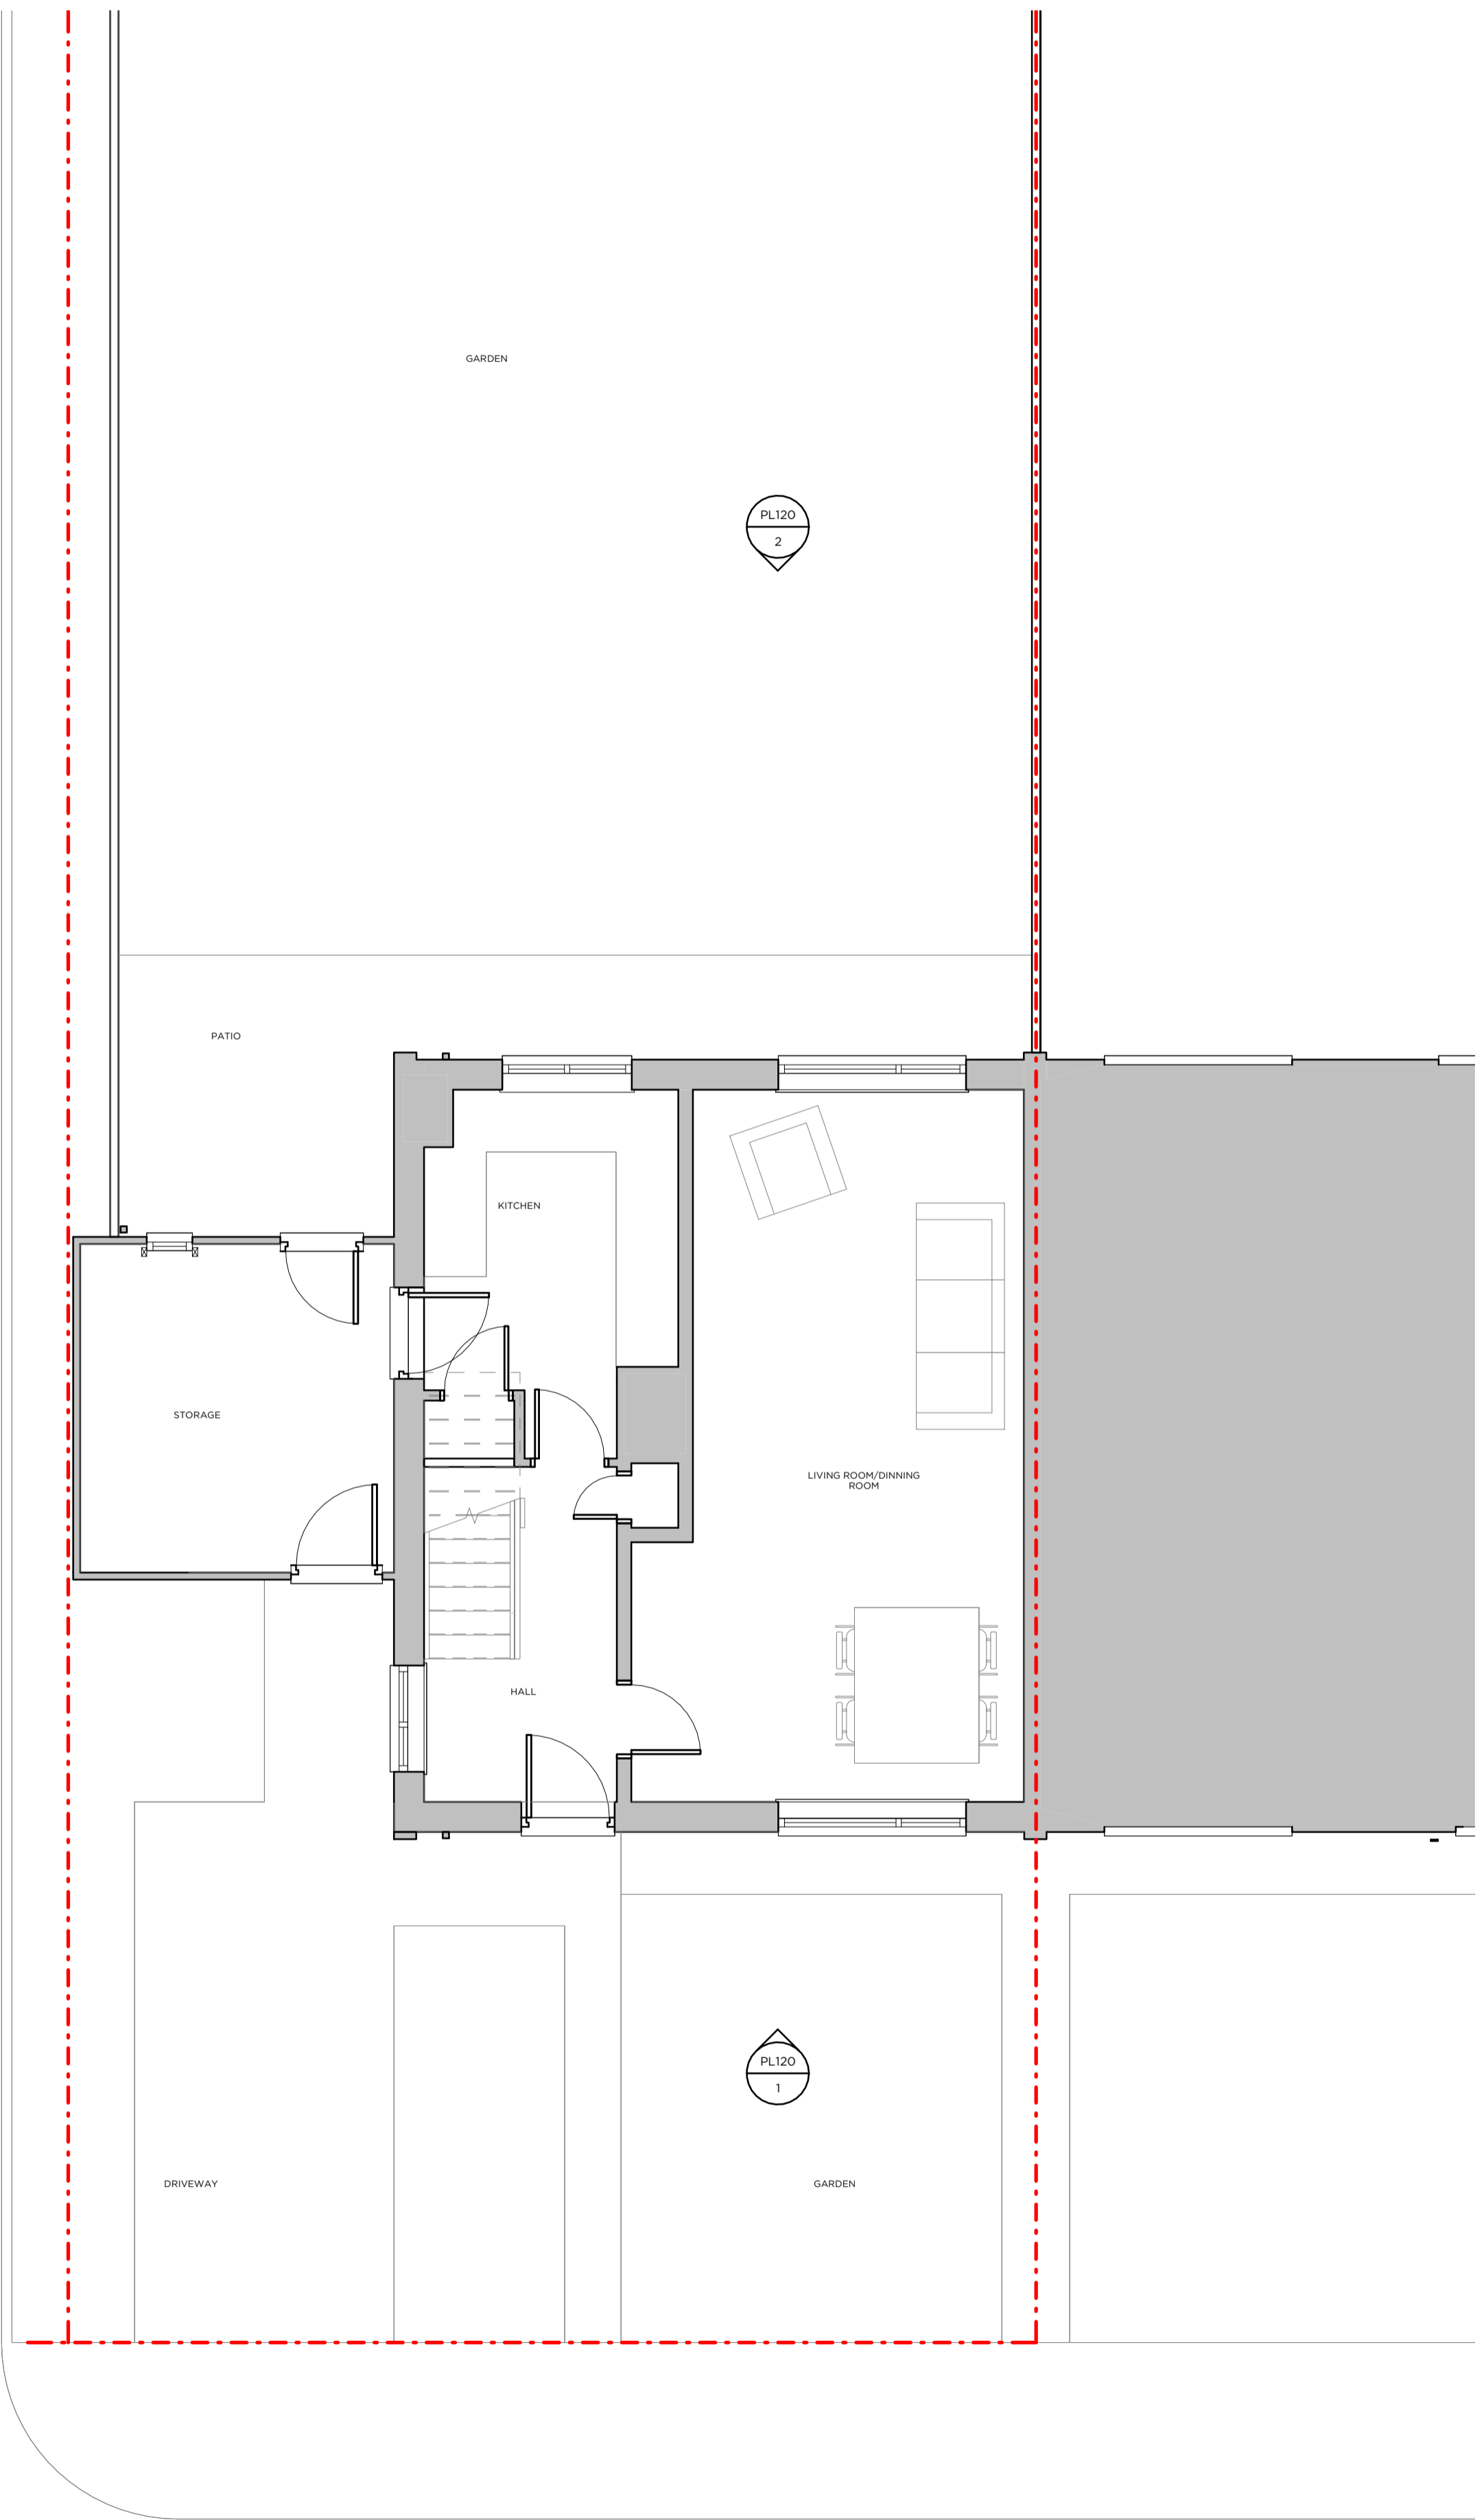 GARDEN
PL120
2
PATIO
KITCHEN
STORAGE
LIVING ROOM/DINNING
ROOM
HALL
PL120
1
DRIVEWAY
GARDEN